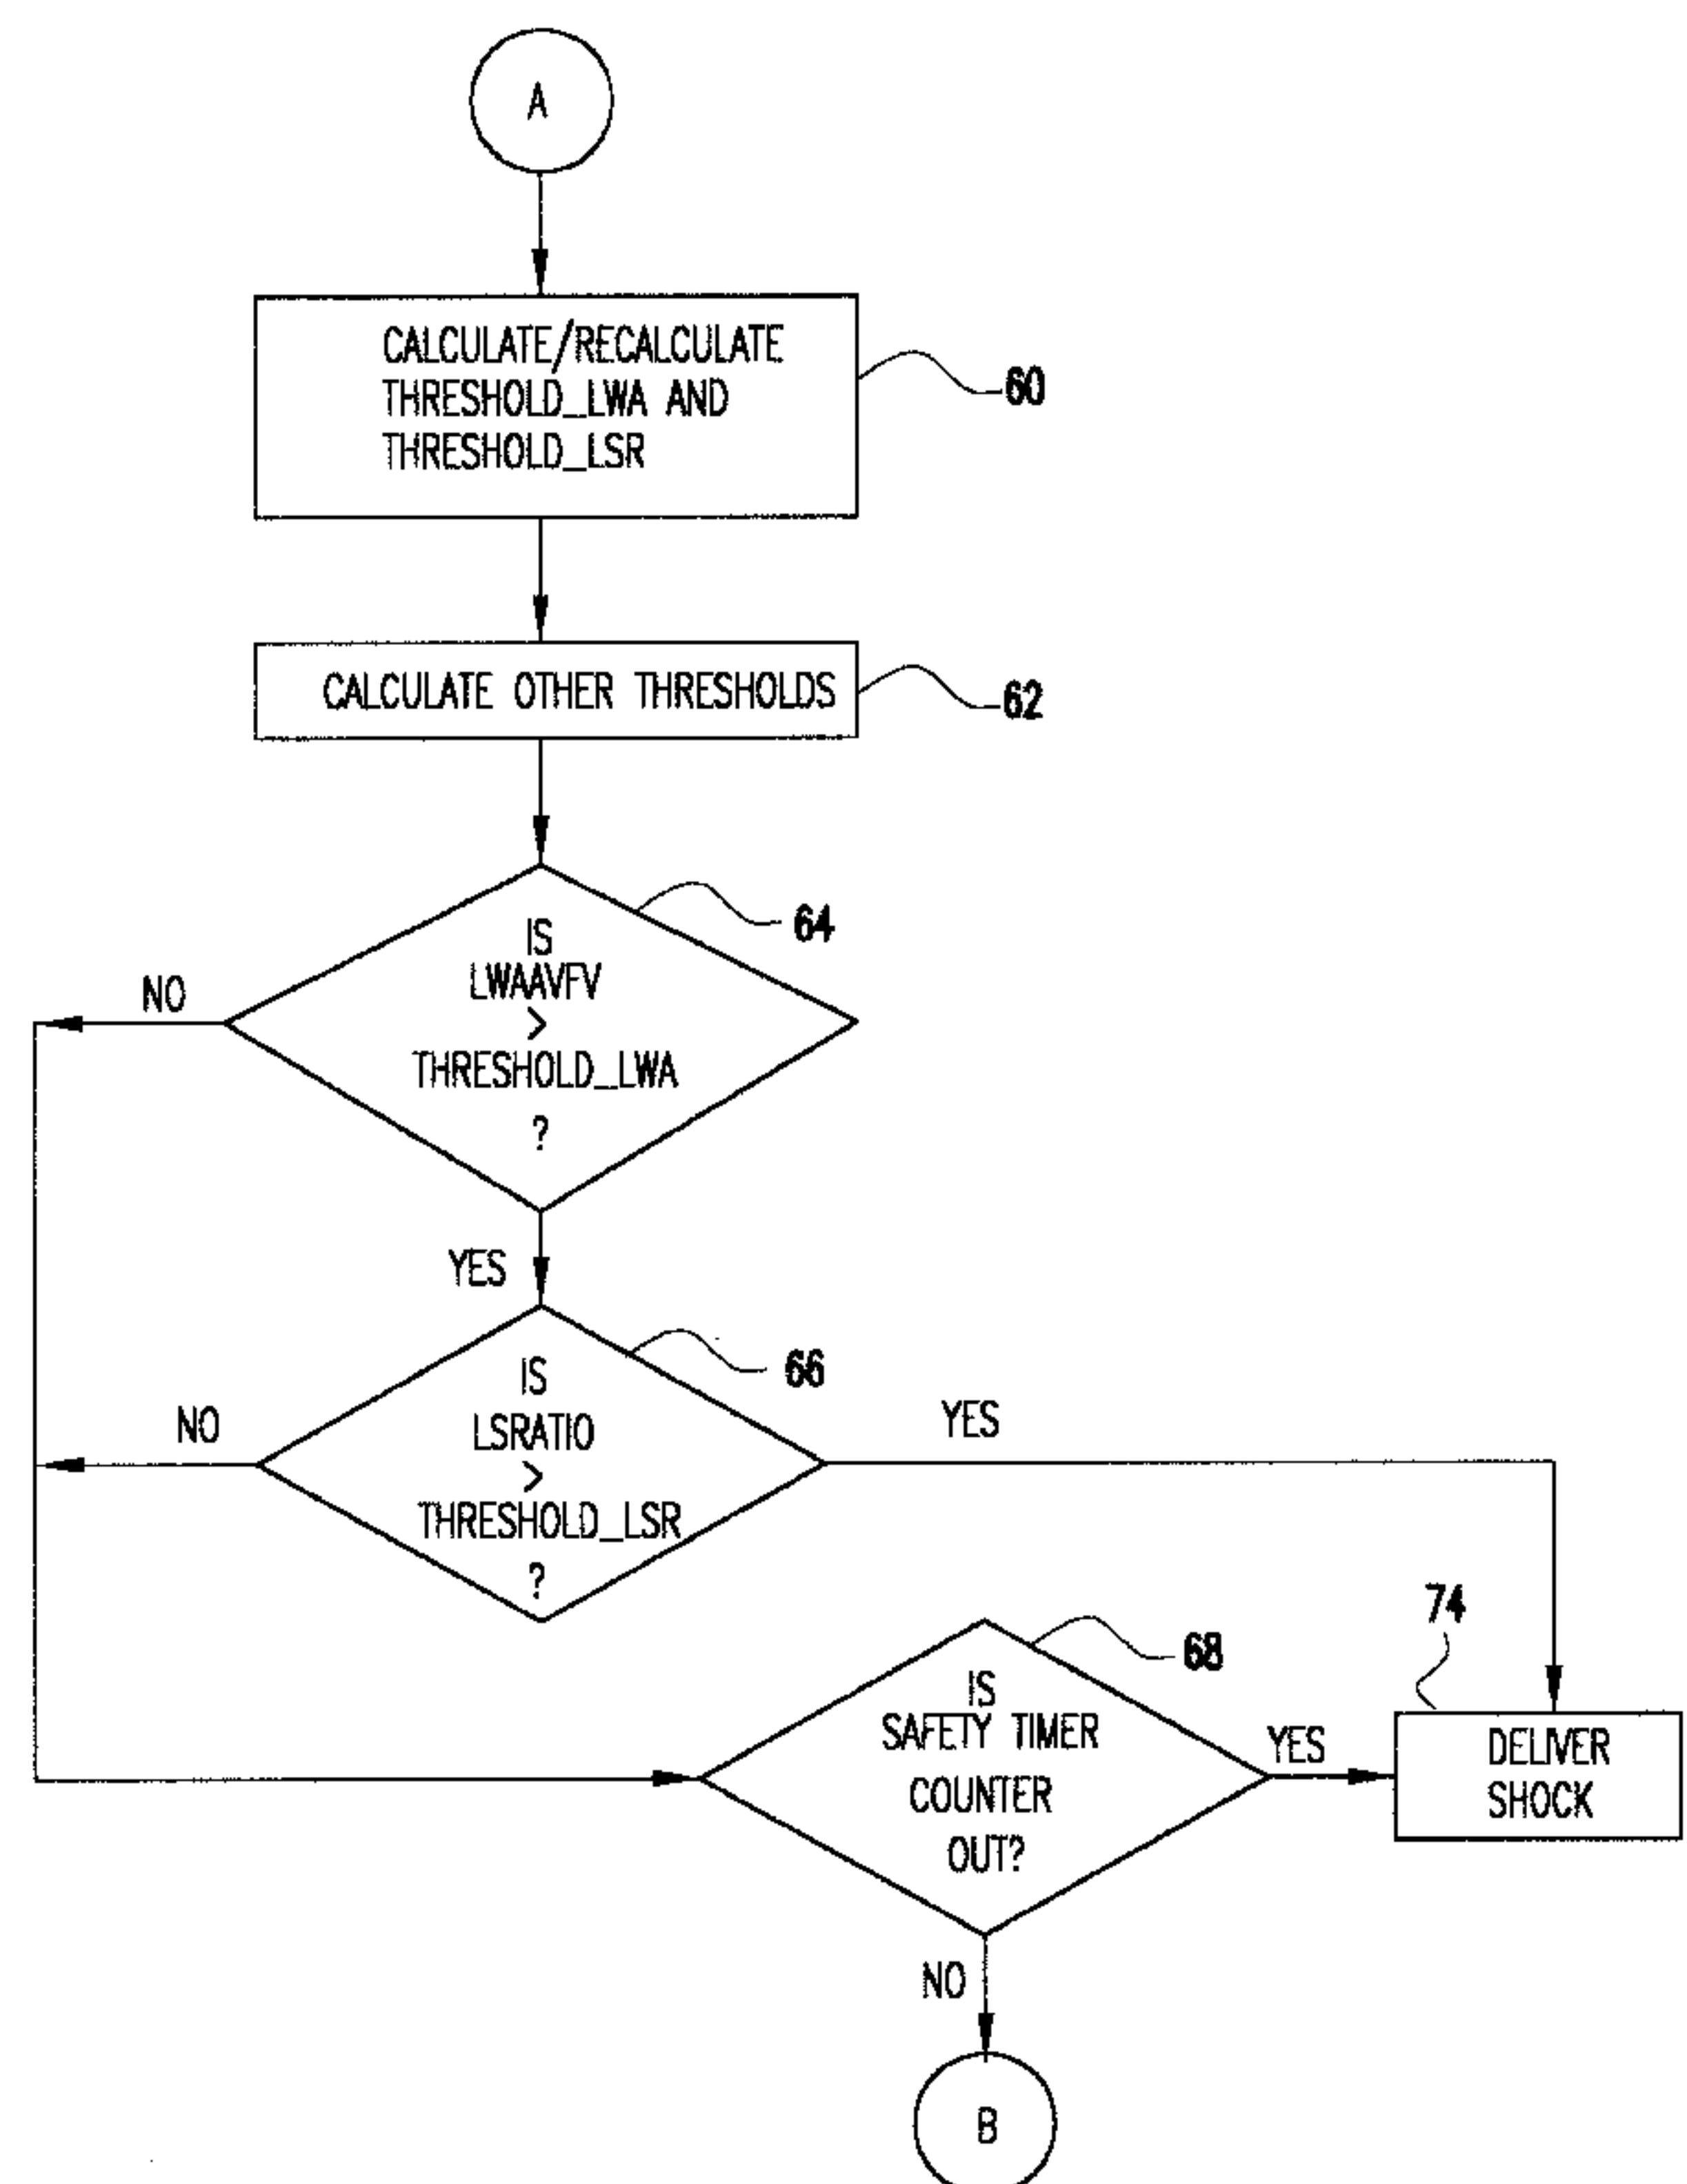 A
CALCULATE/RECALCULATE
THRESHOLD_LWA AND
THRESHOLD_LSR
60
CALCULATE OTHER THRESHOLDS
62
64
IS
LWAAVFV
>
THRESHOLD_LWA
?
NO
YES
66
IS
LSRATIO
>
THRESHOLD_LSR
?
NO
YES
74
68
IS
SAFETY TIMER
COUNTER
OUT?
YES
DELIVER
SHOCK
NO
B